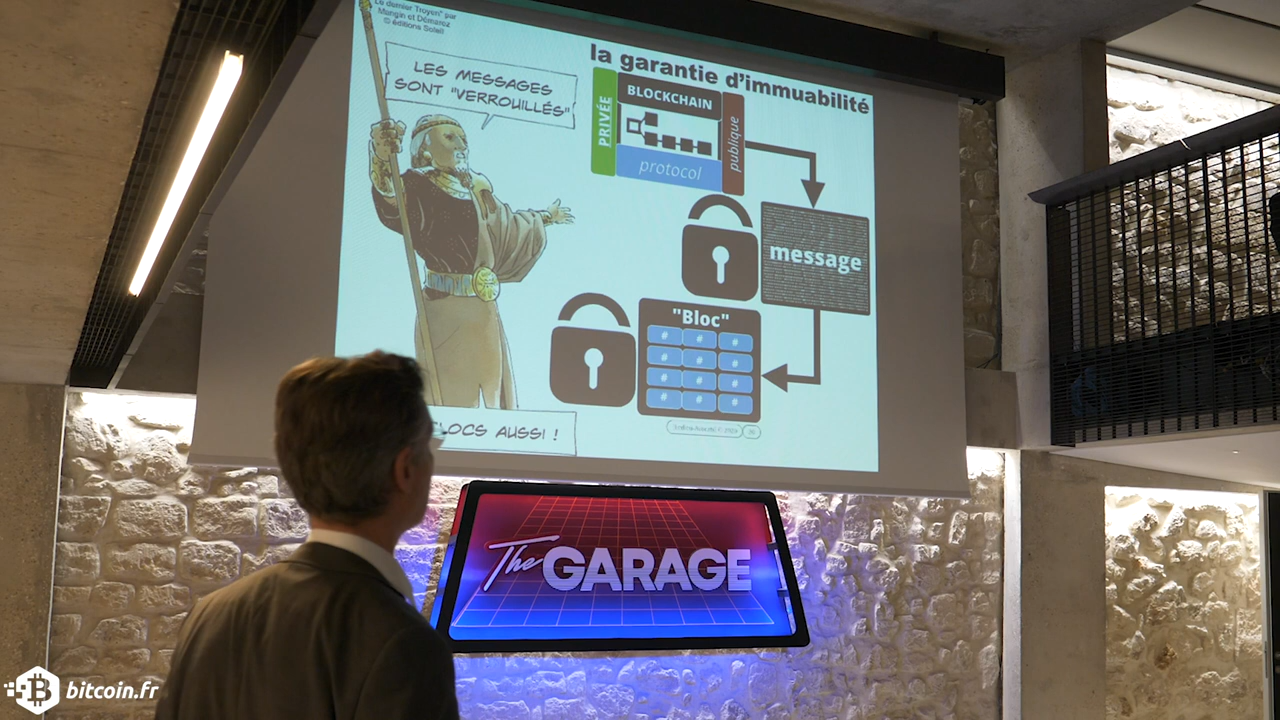 Le dernier Troyen" par
Mangin et Démarez
© éditions Soleil
LES MESSAGES
SONT "VERROUILLÉS"
la garantie d'immuabilité
PRIVÉE
BLOCKCHAIN
publique
protocol
message
"Bloc"
# # #
# # #
# # #
# # #
LOCS AUSSI !
The GARAGE
bitcoin.fr